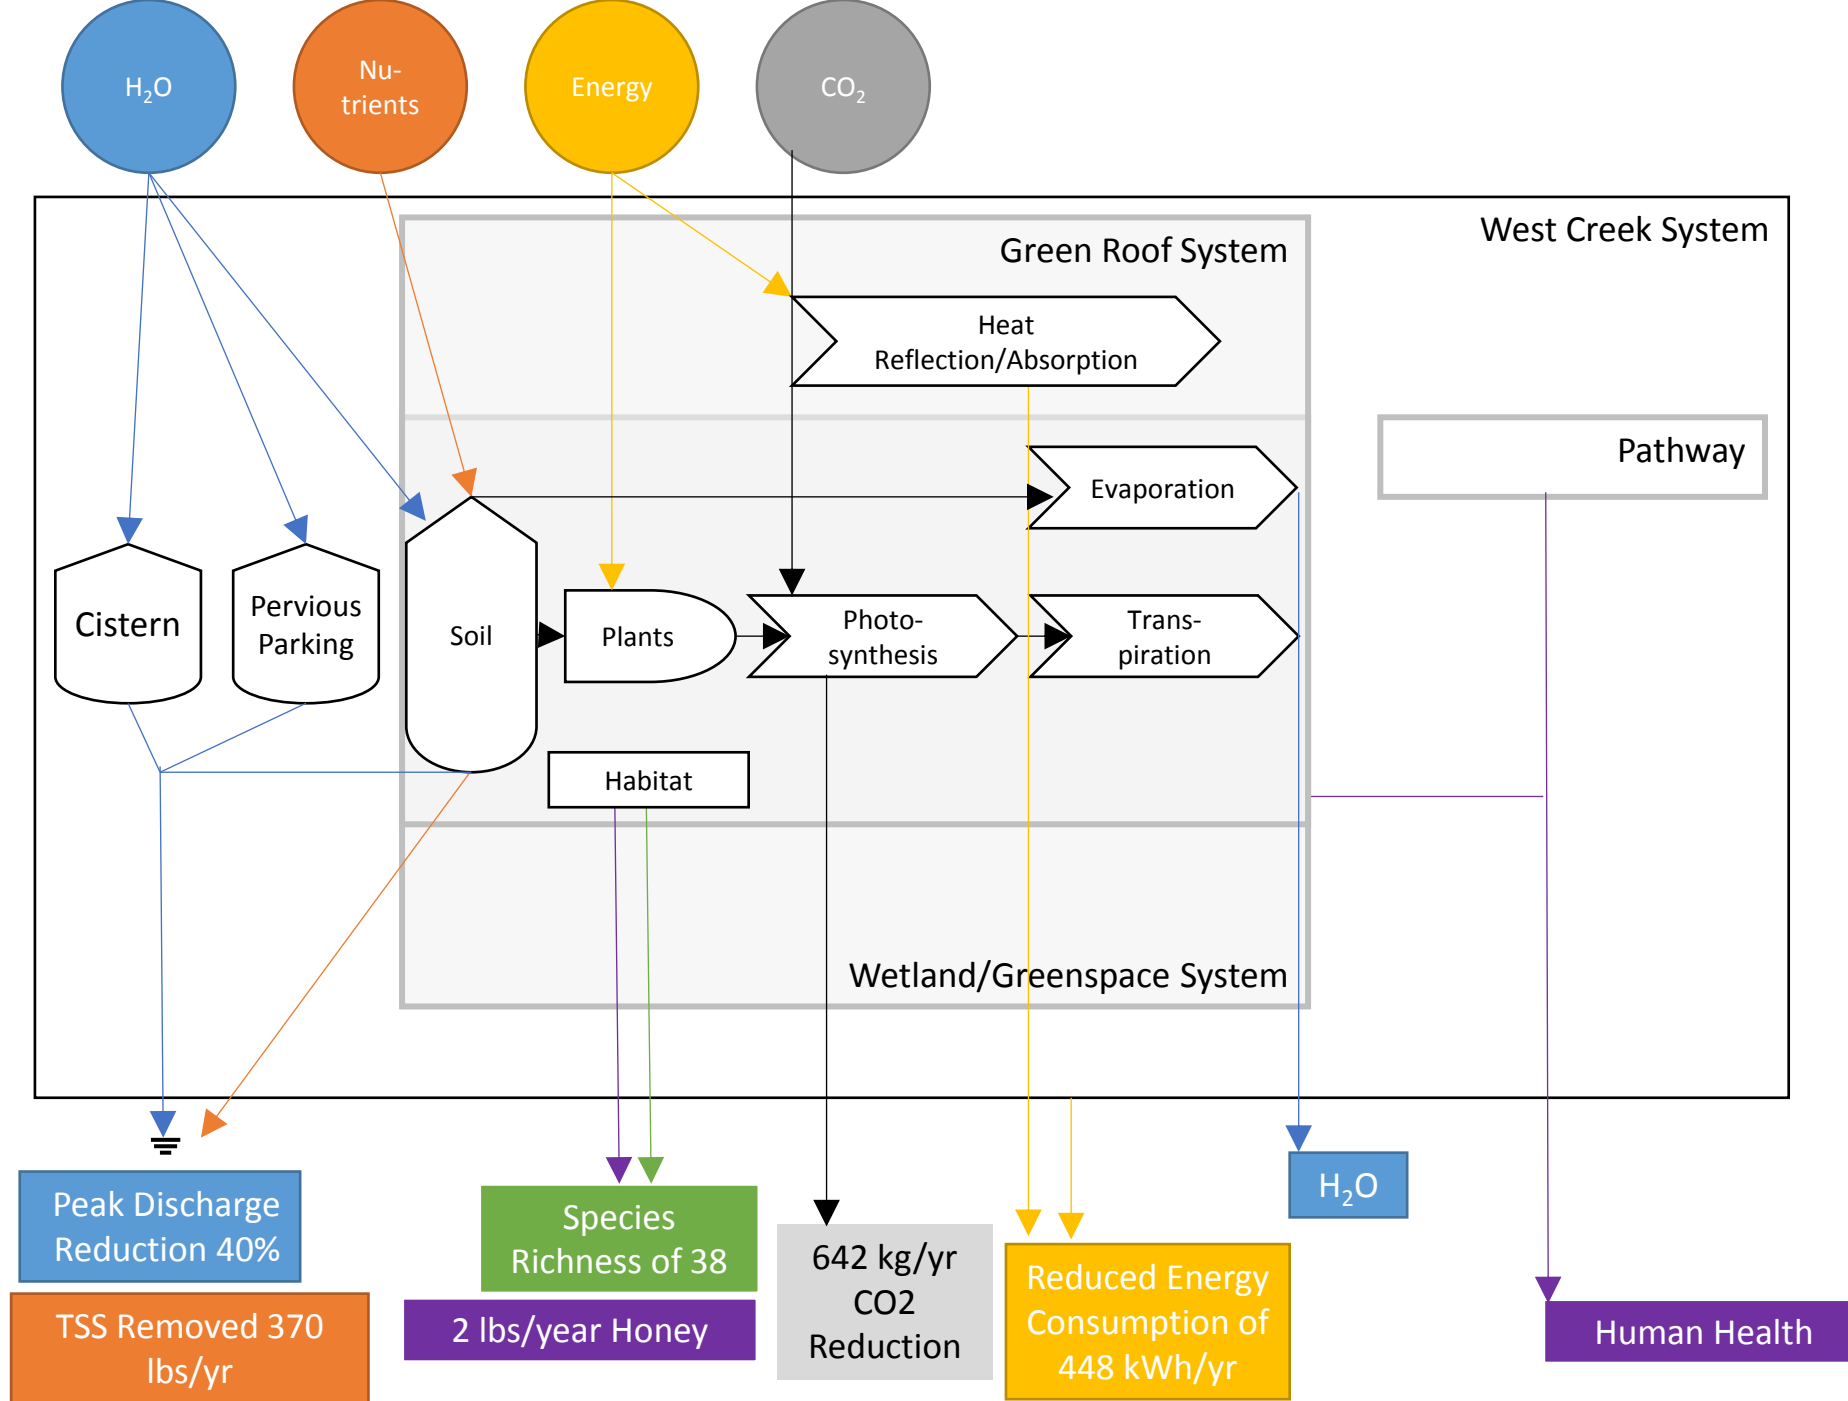 H₂O
Nu-
trients
Energy
CO₂
West Creek System
Green Roof System
Heat
Reflection/Absorption
Pathway
Evaporation
Cistern
Pervious
Parking
Soil
Plants
Photo-
synthesis
Trans-
piration
Habitat
Wetland/Greenspace System
Peak Discharge
Reduction 40%
TSS Removed 370
lbs/yr
Species
Richness of 38
2 lbs/year Honey
642 kg/yr
CO2
Reduction
Reduced Energy
Consumption of
448 kWh/yr
H₂O
Human Health